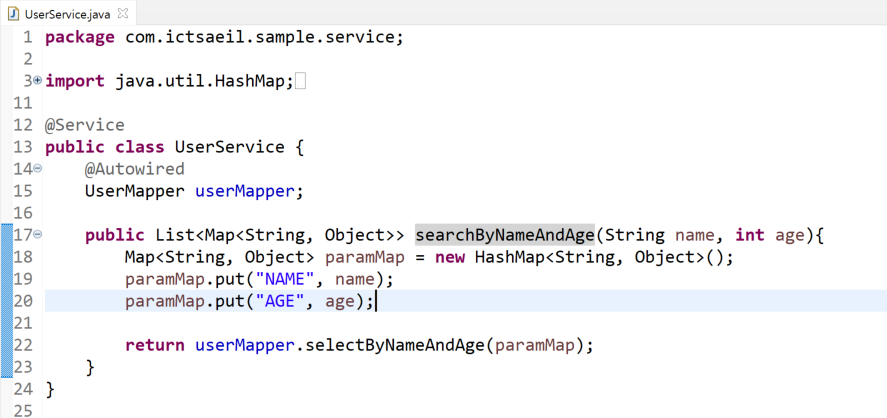 UserService.java
1 package com.ictsaeil.sample.service;
2
3 import java.util.HashMap;
11
12 @Service
13 public class UserService {
14 @Autowired
15 UserMapper userMapper;
16
17 public List<Map<String, Object>> searchByNameAndAge(String name, int age){
18 Map<String, Object> paramMap = new HashMap<String, Object>();
19 paramMap.put("NAME", name);
20 paramMap.put("AGE", age);
21
22 return userMapper.selectByNameAndAge(paramMap);
23 }
24 }
25